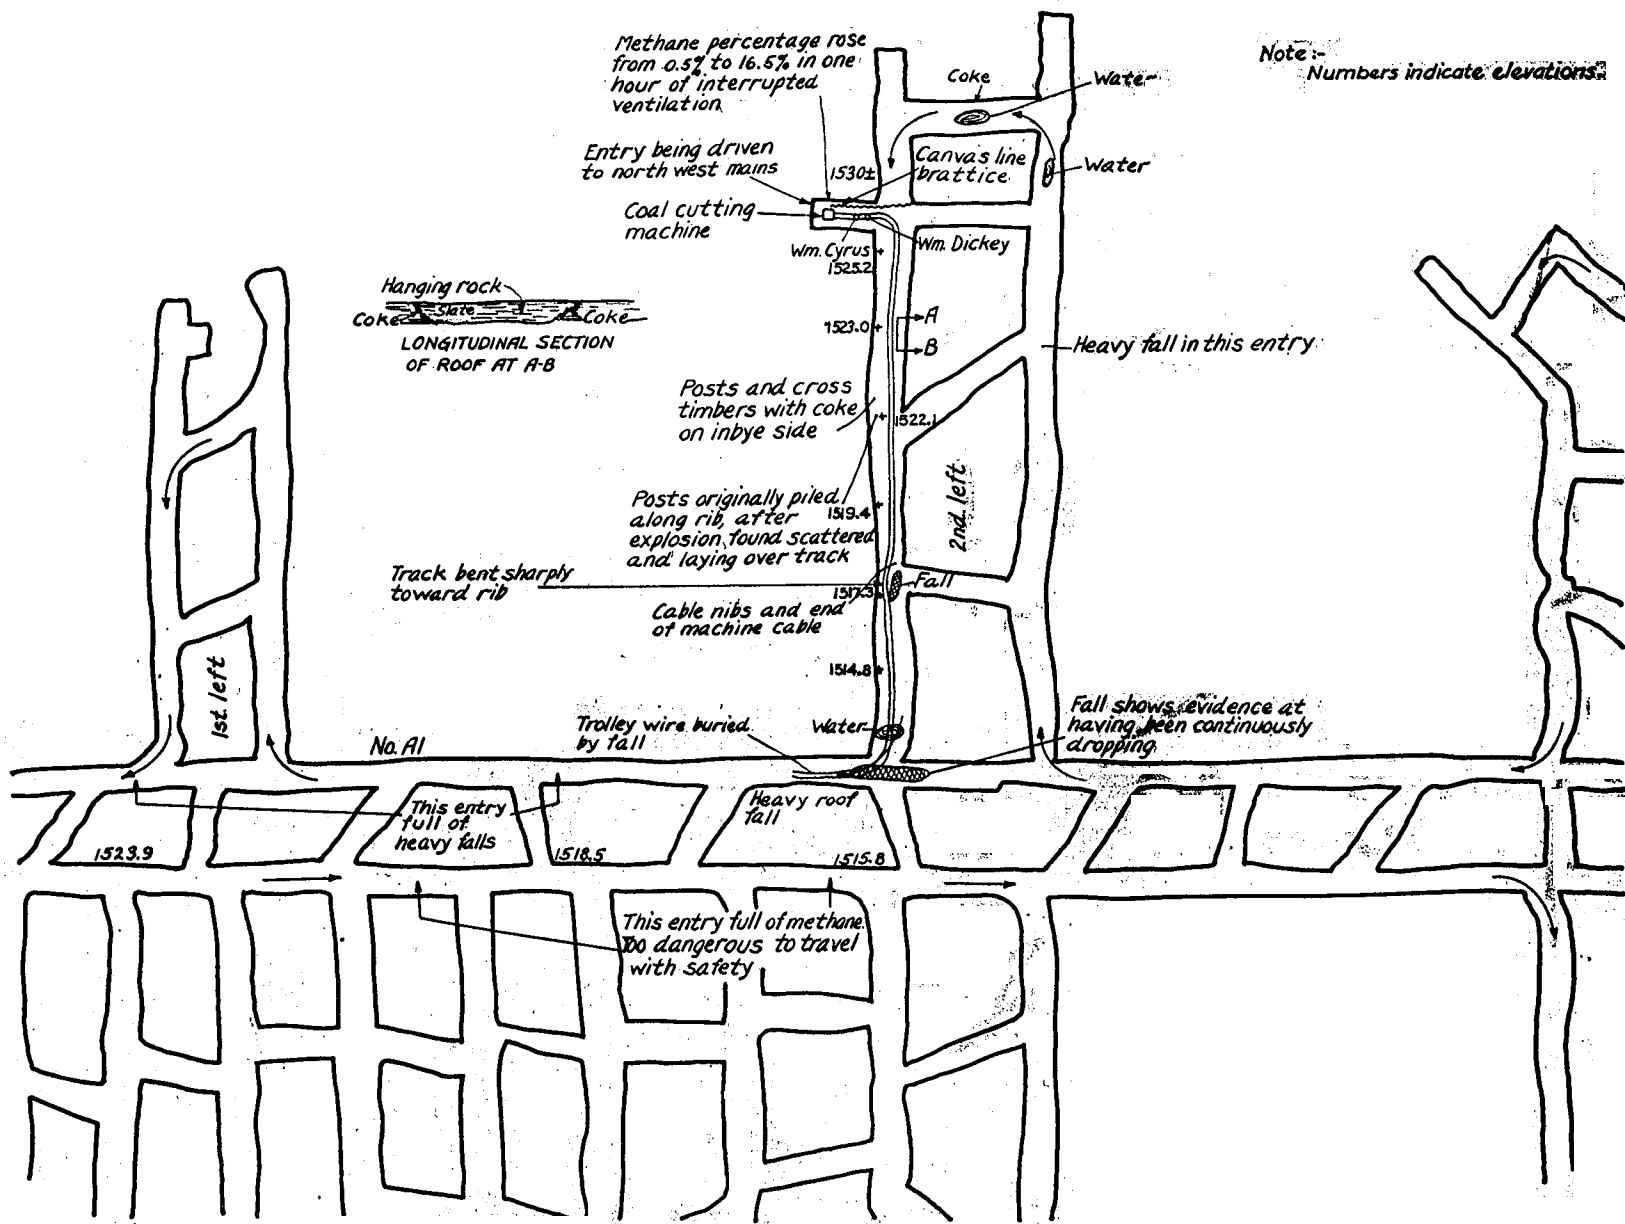 Methane percentage rose
from 0.5% to 16.5% in one
hour of interrupted
ventilation
Coke
Water
Note:-
Numbers indicate elevations.
Entry being driven
to north west mains
1530±
Canvas line
brattice
Water
Coal cutting
machine
Wm. Cyrus
1525.2
Wm. Dickey
Hanging rock
Coke
Slate
Coke
LONGITUDINAL SECTION
OF ROOF AT A-B
1523.0
A
B
Heavy fall in this entry
Posts and cross
timbers with coke
on inbye side
1522.1
2nd. left
Posts originally piled
along rib, after
explosion, found scattered
and laying over track
1519.4
Track bent sharply
toward rib
Fall
1517.3
Cable nibs and end
of machine cable
1514.8
1st. left
No. A1
Trolley wire buried
by fall
Water
Fall shows evidence at
having been continuously
dropping
This entry
full of
heavy falls
Heavy roof
fall
1523.9
1518.5
1515.8
This entry full of methane.
Too dangerous to travel
with safety